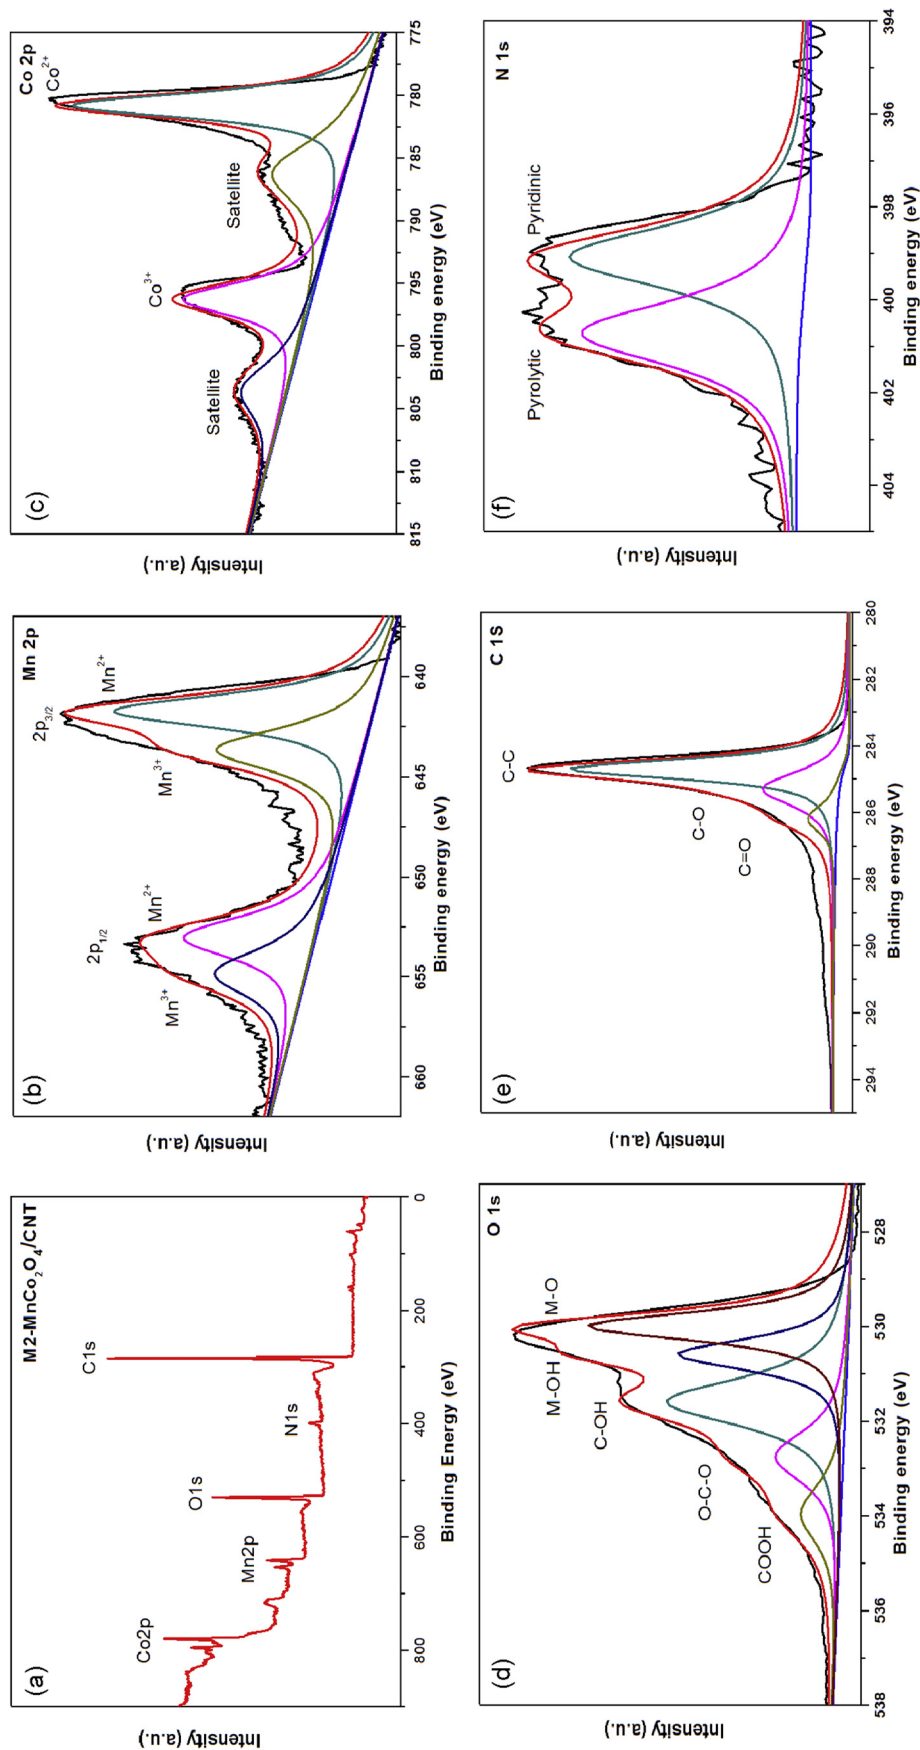 (a)
M2-MnCo₂O₄/CNT
Co2p
Mn2p
O1s
N1s
C1s
Intensity (a.u.)
800
600
400
200
0
Binding Energy (eV)
(b)
Mn 2p
2p1/2
2p3/2
Mn³⁺
Mn²⁺
Mn³⁺
Mn²⁺
Intensity (a.u.)
660
655
650
645
640
Binding energy (eV)
(c)
Co 2p
Satellite
Co³⁺
Satellite
Co²⁺
Intensity (a.u.)
815
810
805
800
795
790
785
780
775
Binding energy (eV)
(d)
O 1s
COOH
O-C-O
C-OH
M-OH
M-O
Intensity (a.u.)
538
536
534
532
530
528
Binding energy (eV)
(e)
C 1S
C=O
C-O
C-C
Intensity (a.u.)
294
292
290
288
286
284
282
280
Binding energy (eV)
(f)
N 1s
Pyrolytic
Pyridinic
Intensity (a.u.)
404
402
400
398
396
394
Binding energy (eV)